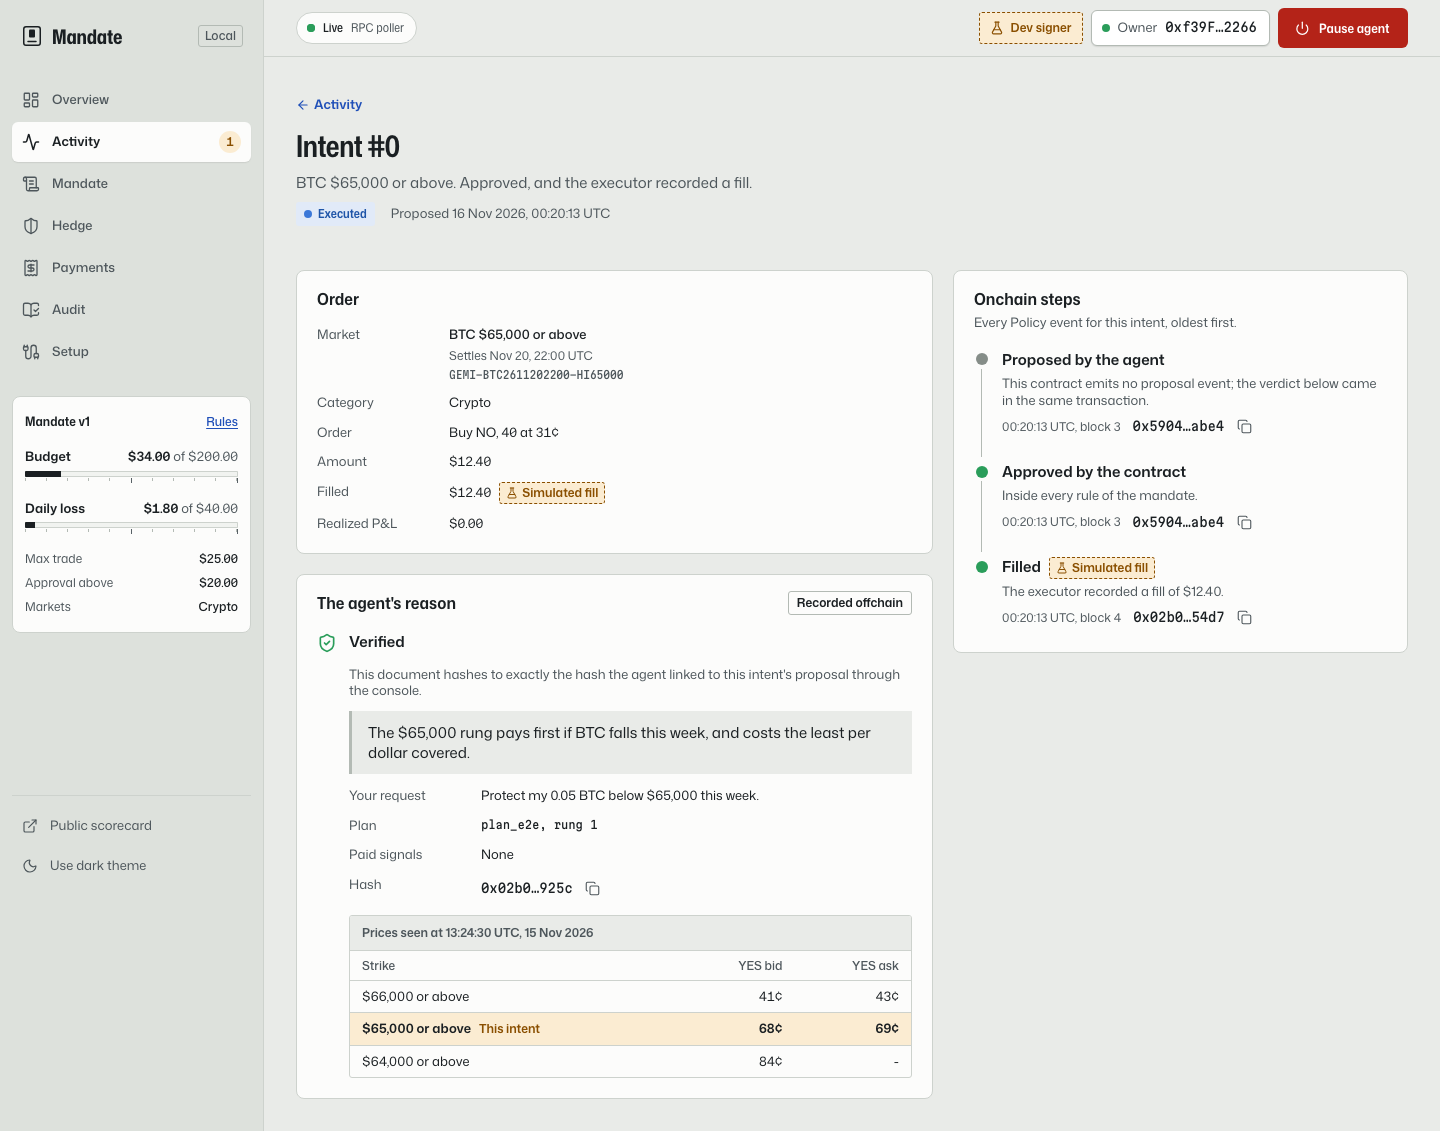 Mandate
Local
Overview
Activity 1
Mandate
Hedge
Payments
Audit
Setup
Mandate v1 Rules
Budget $34.00 of $200.00
Daily loss $1.80 of $40.00
Max trade $25.00
Approval above $20.00
Markets Crypto
Public scorecard
Use dark theme
Live RPC poller
Dev signer
Owner 0xf39F…2266
Pause agent
Activity
Intent #0
BTC $65,000 or above. Approved, and the executor recorded a fill.
Executed Proposed 16 Nov 2026, 00:20:13 UTC
Order
Market BTC $65,000 or above
Settles Nov 20, 22:00 UTC
GEMI-BTC2611202200-HI65000
Category Crypto
Order Buy NO, 40 at 31¢
Amount $12.40
Filled $12.40 Simulated fill
Realized P&L $0.00
The agent's reason Recorded offchain
Verified
This document hashes to exactly the hash the agent linked to this intent's proposal through
the console.
The $65,000 rung pays first if BTC falls this week, and costs the least per
dollar covered.
Your request Protect my 0.05 BTC below $65,000 this week.
Plan plan_e2e, rung 1
Paid signals None
Hash 0x02b0…925c
Prices seen at 13:24:30 UTC, 15 Nov 2026
Strike YES bid YES ask
$66,000 or above 41¢ 43¢
$65,000 or above This intent 68¢ 69¢
$64,000 or above 84¢ -
Onchain steps
Every Policy event for this intent, oldest first.
Proposed by the agent
This contract emits no proposal event; the verdict below came
in the same transaction.
00:20:13 UTC, block 3 0x5904…abe4
Approved by the contract
Inside every rule of the mandate.
00:20:13 UTC, block 3 0x5904…abe4
Filled Simulated fill
The executor recorded a fill of $12.40.
00:20:13 UTC, block 4 0x02b0…54d7